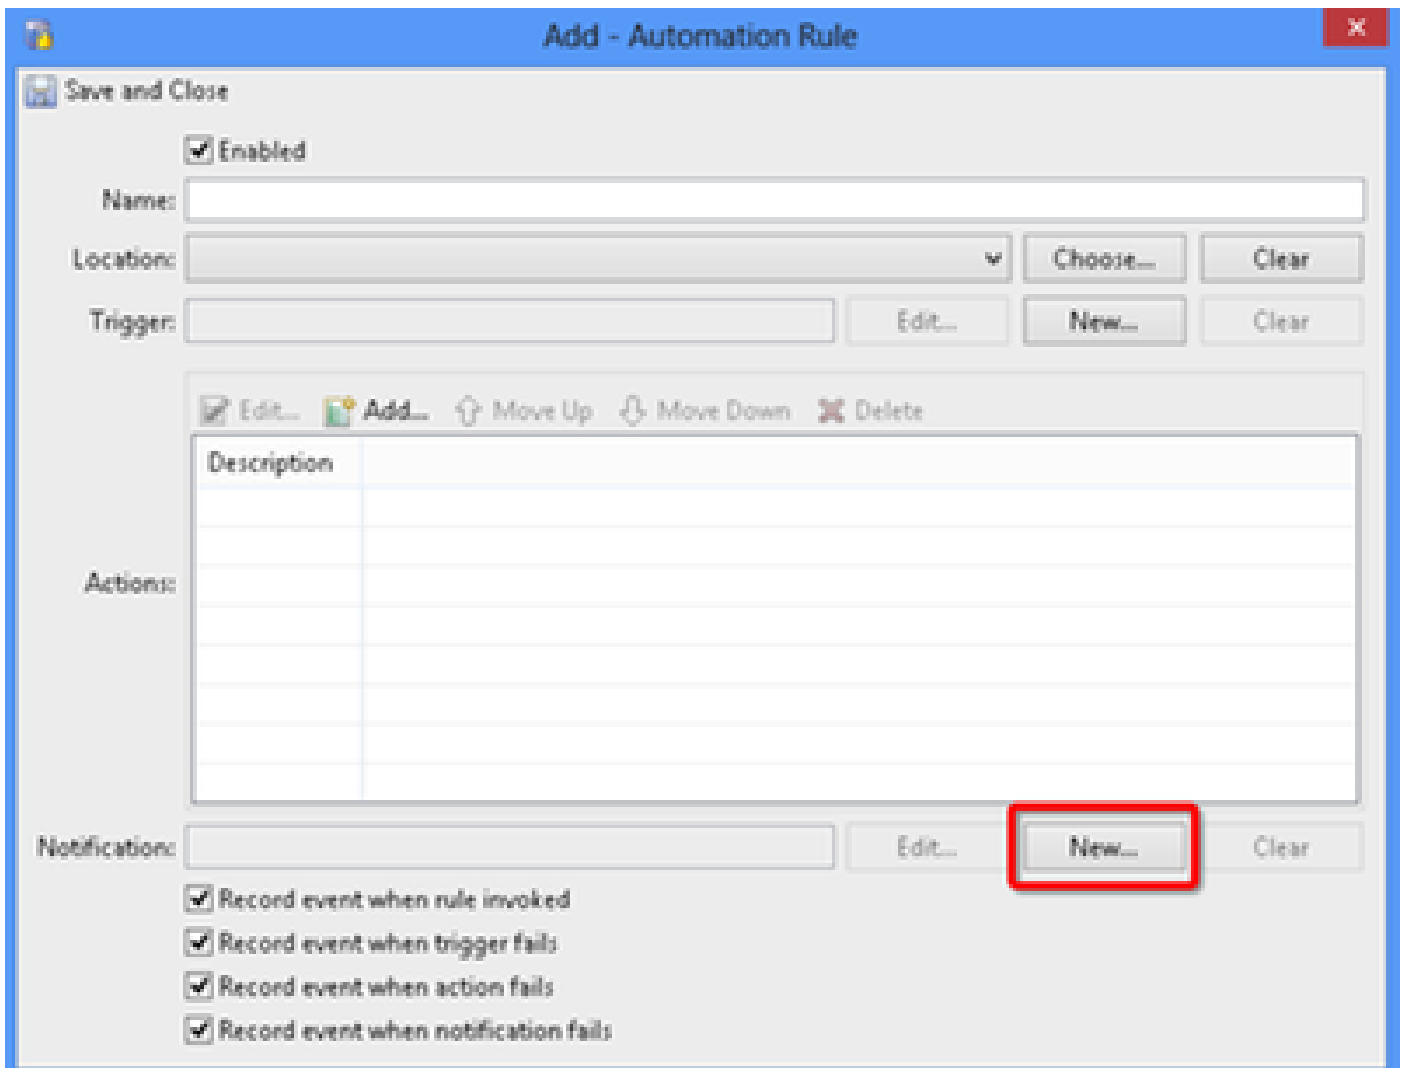 Add - Automation Rule
x
Save and Close
Enabled
Name:
Location: Choose... Clear
Trigger: Edit... New... Clear
Edit... Add... Move Up Move Down Delete
Description
Actions:
Notification: Edit... New... Clear
Record event when rule invoked
Record event when trigger fails
Record event when action fails
Record event when notification fails